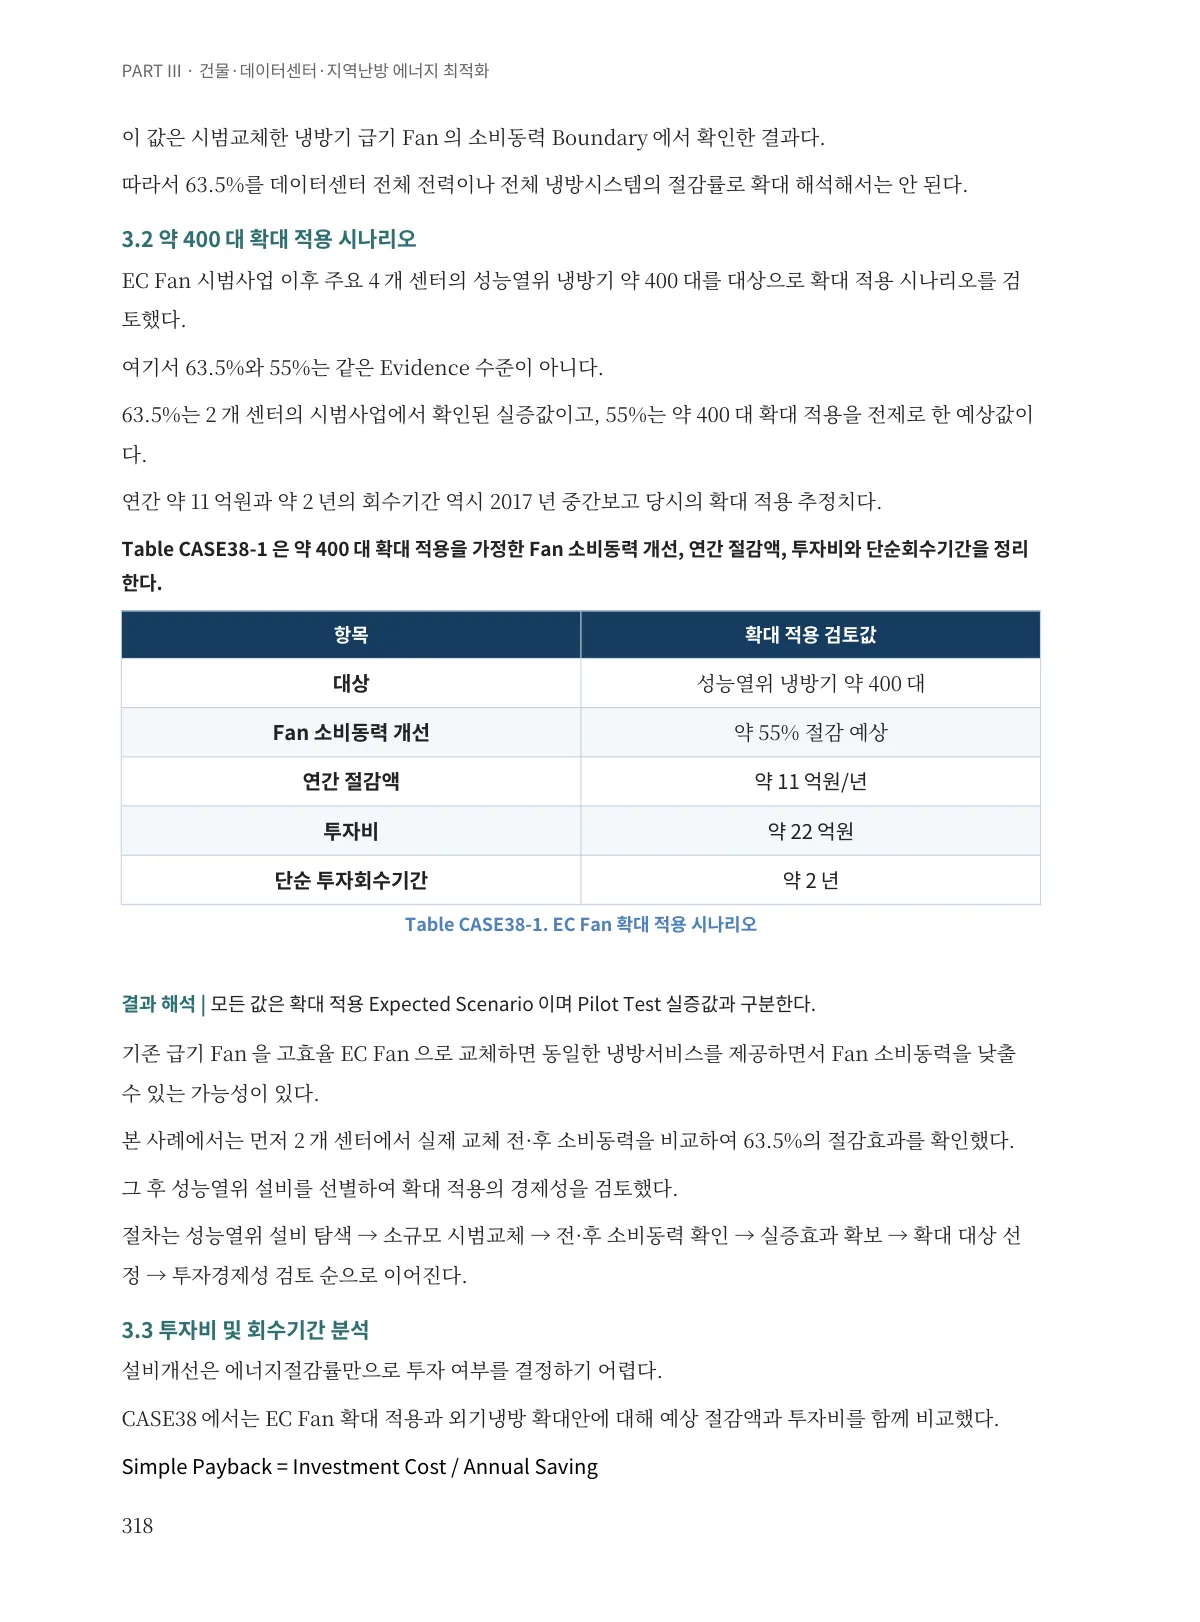 PART III · 건물·데이터센터·지역난방 에너지 최적화
이 값은 시범교체한 냉방기 급기 Fan 의 소비동력 Boundary 에서 확인한 결과다.
따라서 63.5%를 데이터센터 전체 전력이나 전체 냉방시스템의 절감률로 확대 해석해서는 안 된다.
3.2 약 400 대 확대 적용 시나리오
EC Fan 시범사업 이후 주요 4 개 센터의 성능열위 냉방기 약 400 대를 대상으로 확대 적용 시나리오를 검
토했다.
여기서 63.5%와 55%는 같은 Evidence 수준이 아니다.
63.5%는 2 개 센터의 시범사업에서 확인된 실증값이고, 55%는 약 400 대 확대 적용을 전제로 한 예상값이
다.
연간 약 11 억원과 약 2 년의 회수기간 역시 2017 년 중간보고 당시의 확대 적용 추정치다.
Table CASE38-1 은 약 400 대 확대 적용을 가정한 Fan 소비동력 개선, 연간 절감액, 투자비와 단순회수기간을 정리
한다.
항목 확대 적용 검토값
대상 성능열위 냉방기 약 400 대
Fan 소비동력 개선 약 55% 절감 예상
연간 절감액 약 11 억원/년
투자비 약 22 억원
단순 투자회수기간 약 2 년
Table CASE38-1. EC Fan 확대 적용 시나리오
결과 해석 | 모든 값은 확대 적용 Expected Scenario 이며 Pilot Test 실증값과 구분한다.
기존 급기 Fan 을 고효율 EC Fan 으로 교체하면 동일한 냉방서비스를 제공하면서 Fan 소비동력을 낮출
수 있는 가능성이 있다.
본 사례에서는 먼저 2 개 센터에서 실제 교체 전·후 소비동력을 비교하여 63.5%의 절감효과를 확인했다.
그 후 성능열위 설비를 선별하여 확대 적용의 경제성을 검토했다.
절차는 성능열위 설비 탐색 → 소규모 시범교체 → 전·후 소비동력 확인 → 실증효과 확보 → 확대 대상 선
정 → 투자경제성 검토 순으로 이어진다.
3.3 투자비 및 회수기간 분석
설비개선은 에너지절감률만으로 투자 여부를 결정하기 어렵다.
CASE38 에서는 EC Fan 확대 적용과 외기냉방 확대안에 대해 예상 절감액과 투자비를 함께 비교했다.
Simple Payback = Investment Cost / Annual Saving
318